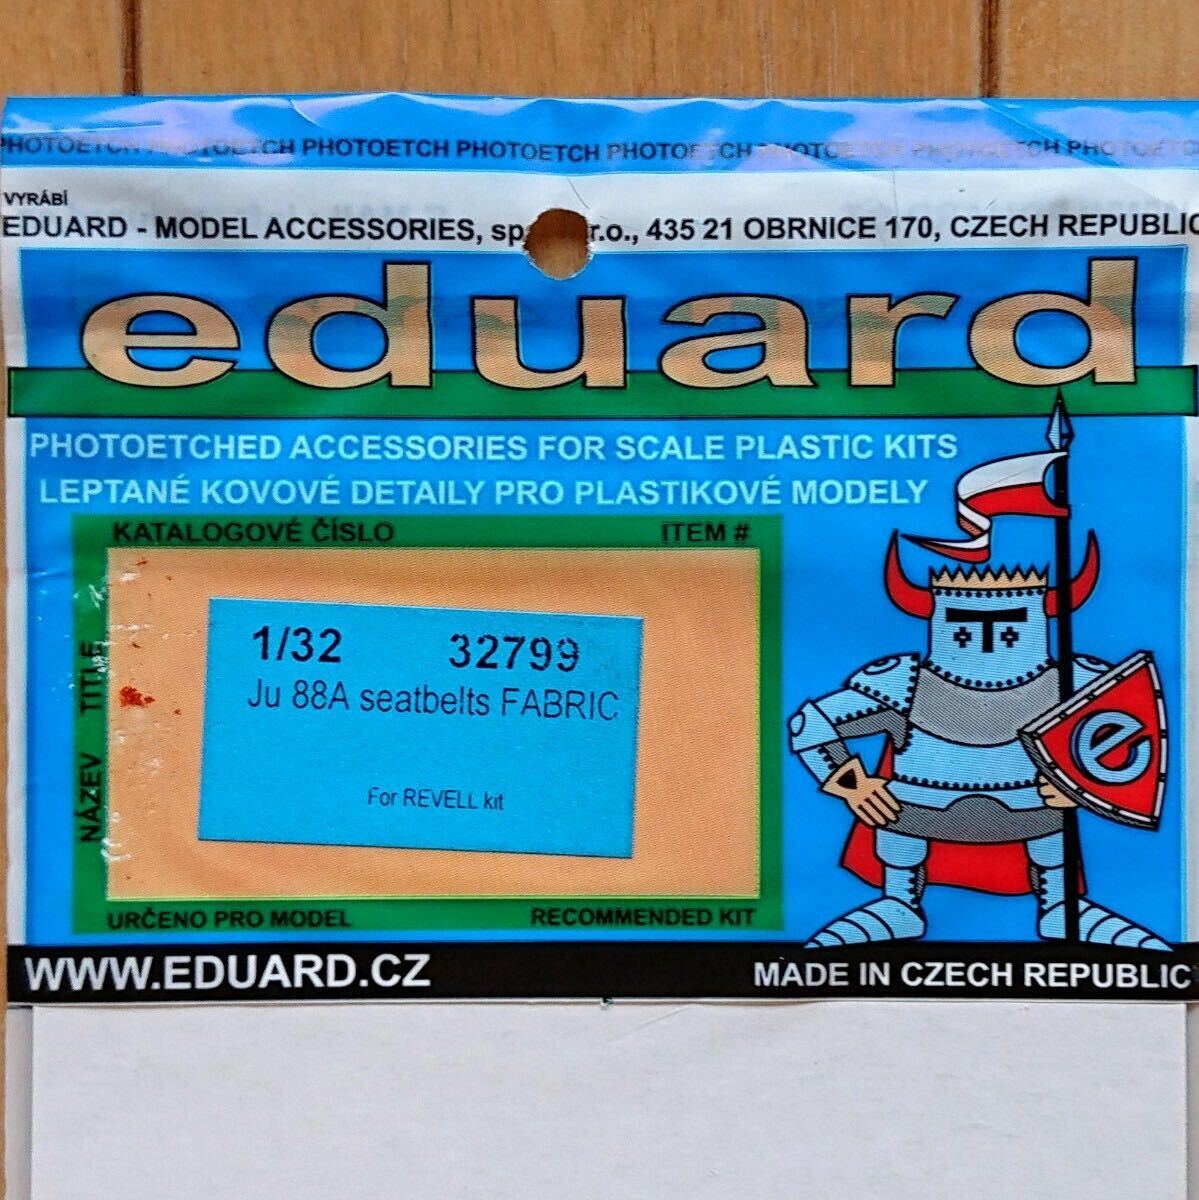 PHOTOETCH PHOTOETCH PHOTOETCH PHOTOETCH PHOTOETCH PHOTOETCH PHOTOETCH PHOTOETCH
VYRÁBÍ
EDUARD - MODEL ACCESSORIES, r.o., 435 21 OBRNICE 170, CZECH REPUBLIC
eduard
PHOTOETCHED ACCESSORIES FOR SCALE PLASTIC KITS
LEPTANÉ KOVOVÉ DETAILY PRO PLASTIKOVÉ MODELY
KATALOGOVÉ ČÍSLO ITEM #
NÁZEV TITLE
1/32 32799
Ju 88A seatbelts FABRIC
For REVELL kit
URČENO PRO MODEL RECOMMENDED KIT
e
WWW.EDUARD.CZ MADE IN CZECH REPUBLIC